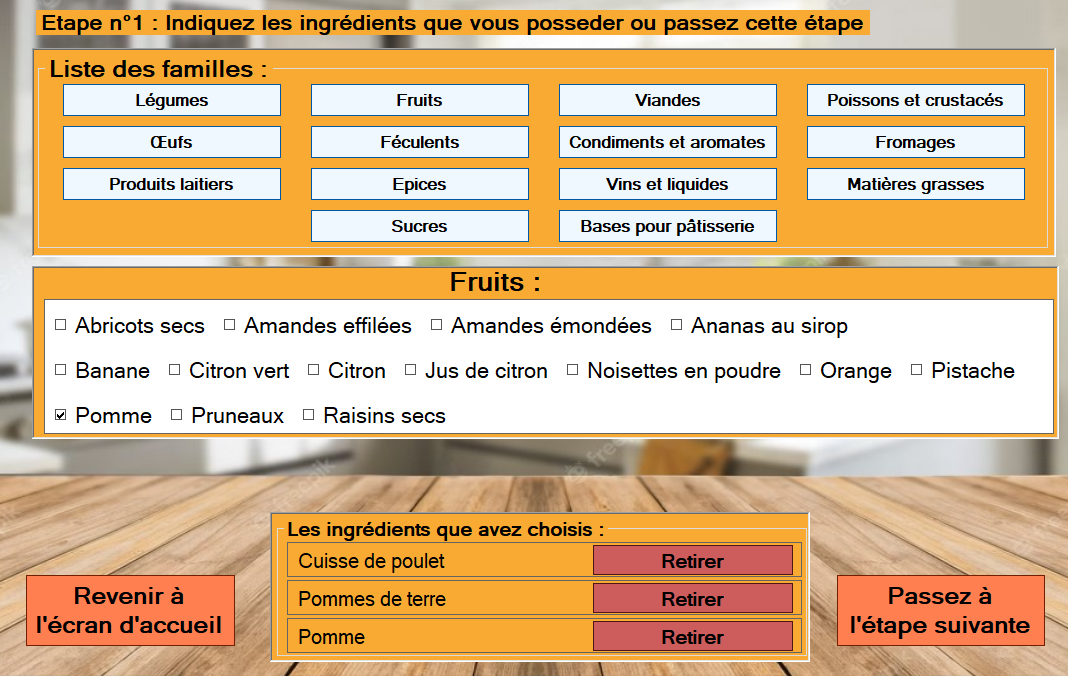 Etape n°1 : Indiquez les ingrédients que vous posseder ou passez cette étape
Liste des familles :
Légumes Fruits Viandes Poissons et crustacés
Œufs Féculents Condiments et aromates Fromages
Produits laitiers Epices Vins et liquides Matières grasses
Sucres Bases pour pâtisserie
Fruits :
Abricots secs Amandes effilées Amandes émondées Ananas au sirop
Banane Citron vert Citron Jus de citron Noisettes en poudre Orange Pistache
Pomme Pruneaux Raisins secs
Les ingrédients que avez choisis :
Cuisse de poulet Retirer
Pommes de terre Retirer
Pomme Retirer
Revenir à
l'écran d'accueil
Passez à
l'étape suivante